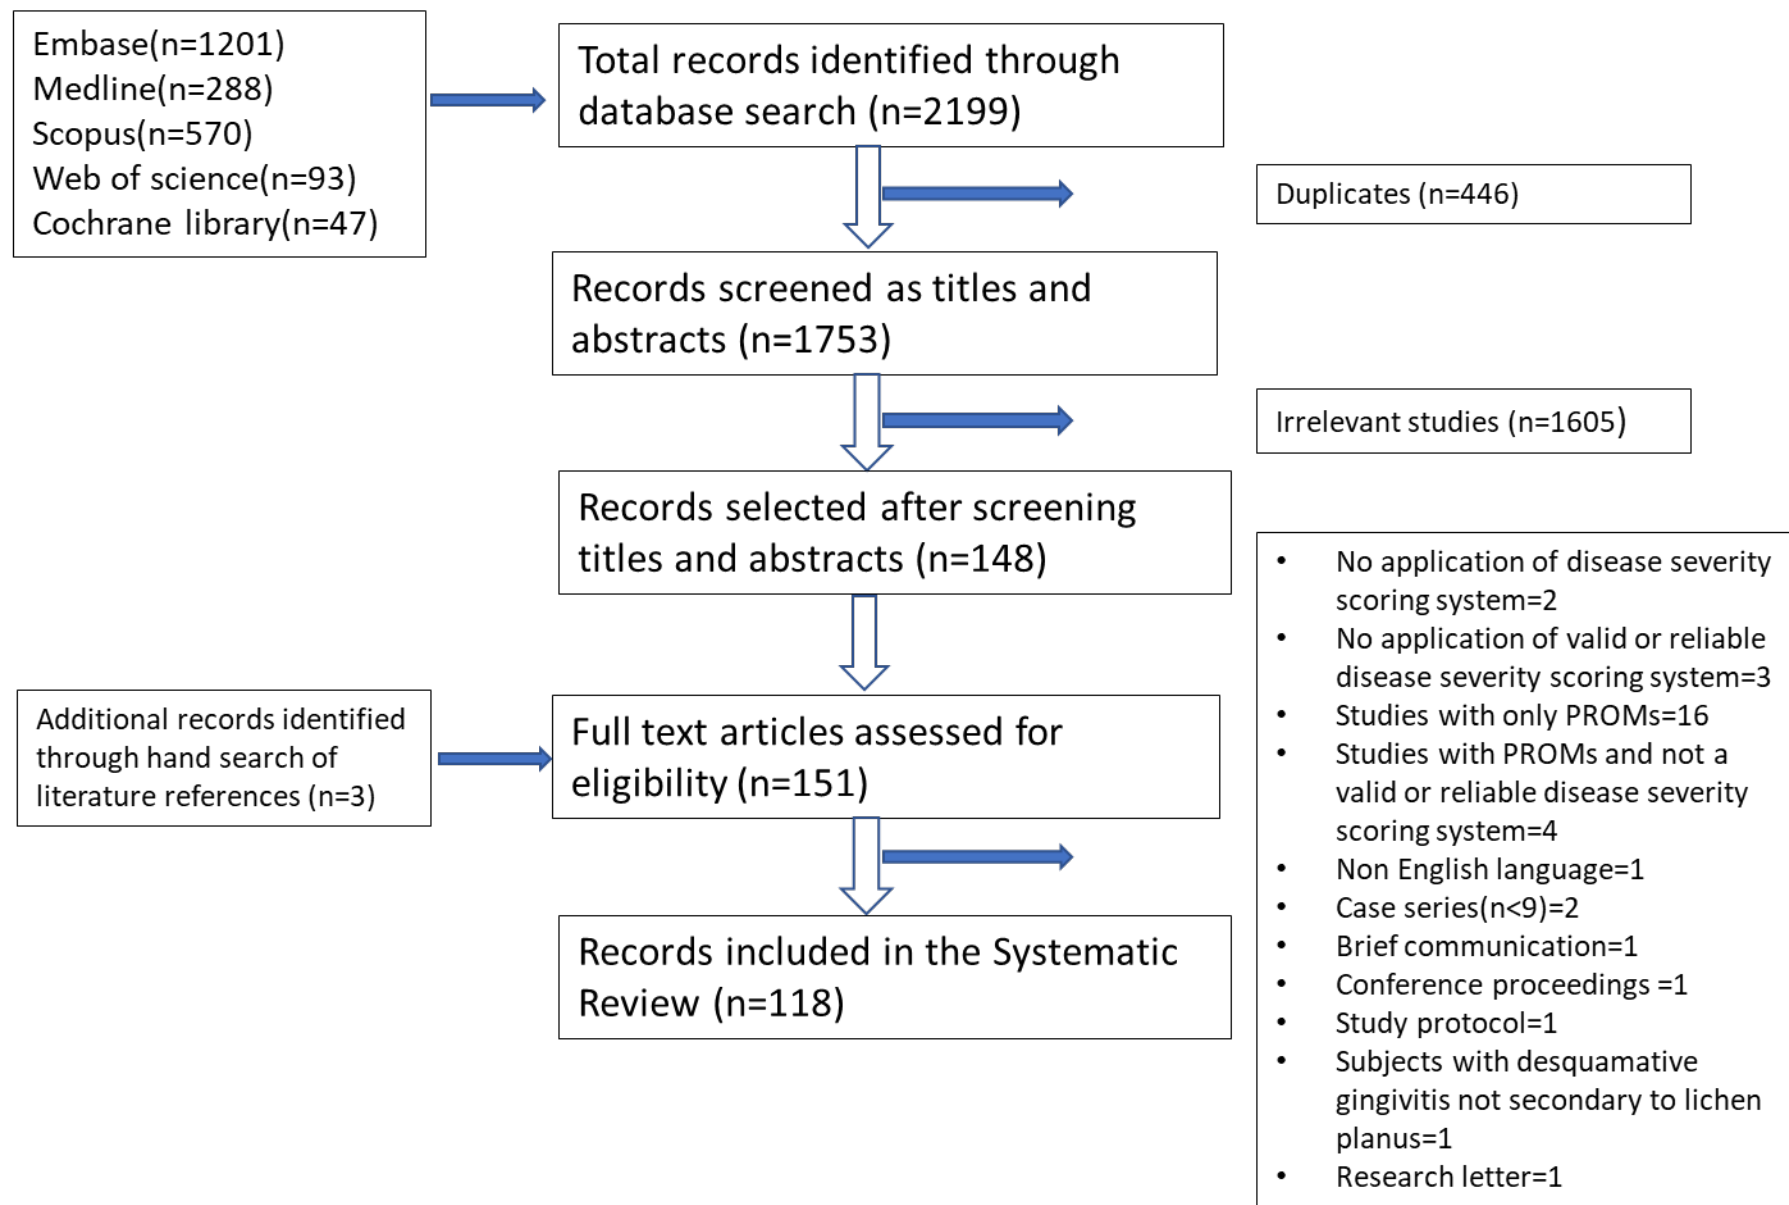 Embase(n=1201)
Medline(n=288)
Scopus(n=570)
Web of science(n=93)
Cochrane library(n=47)
Total records identified through
database search (n=2199)
Duplicates (n=446)
Records screened as titles and
abstracts (n=1753)
Irrelevant studies (n=1605)
Records selected after screening
titles and abstracts (n=148)
Additional records identified
through hand search of
literature references (n=3)
Full text articles assessed for
eligibility (n=151)
• No application of disease severity
scoring system=2
• No application of valid or reliable
disease severity scoring system=3
• Studies with only PROMs=16
• Studies with PROMs and not a
valid or reliable disease severity
scoring system=4
• Non English language=1
• Case series(n<9)=2
• Brief communication=1
• Conference proceedings =1
• Study protocol=1
• Subjects with desquamative
gingivitis not secondary to lichen
planus=1
• Research letter=1
Records included in the Systematic
Review (n=118)